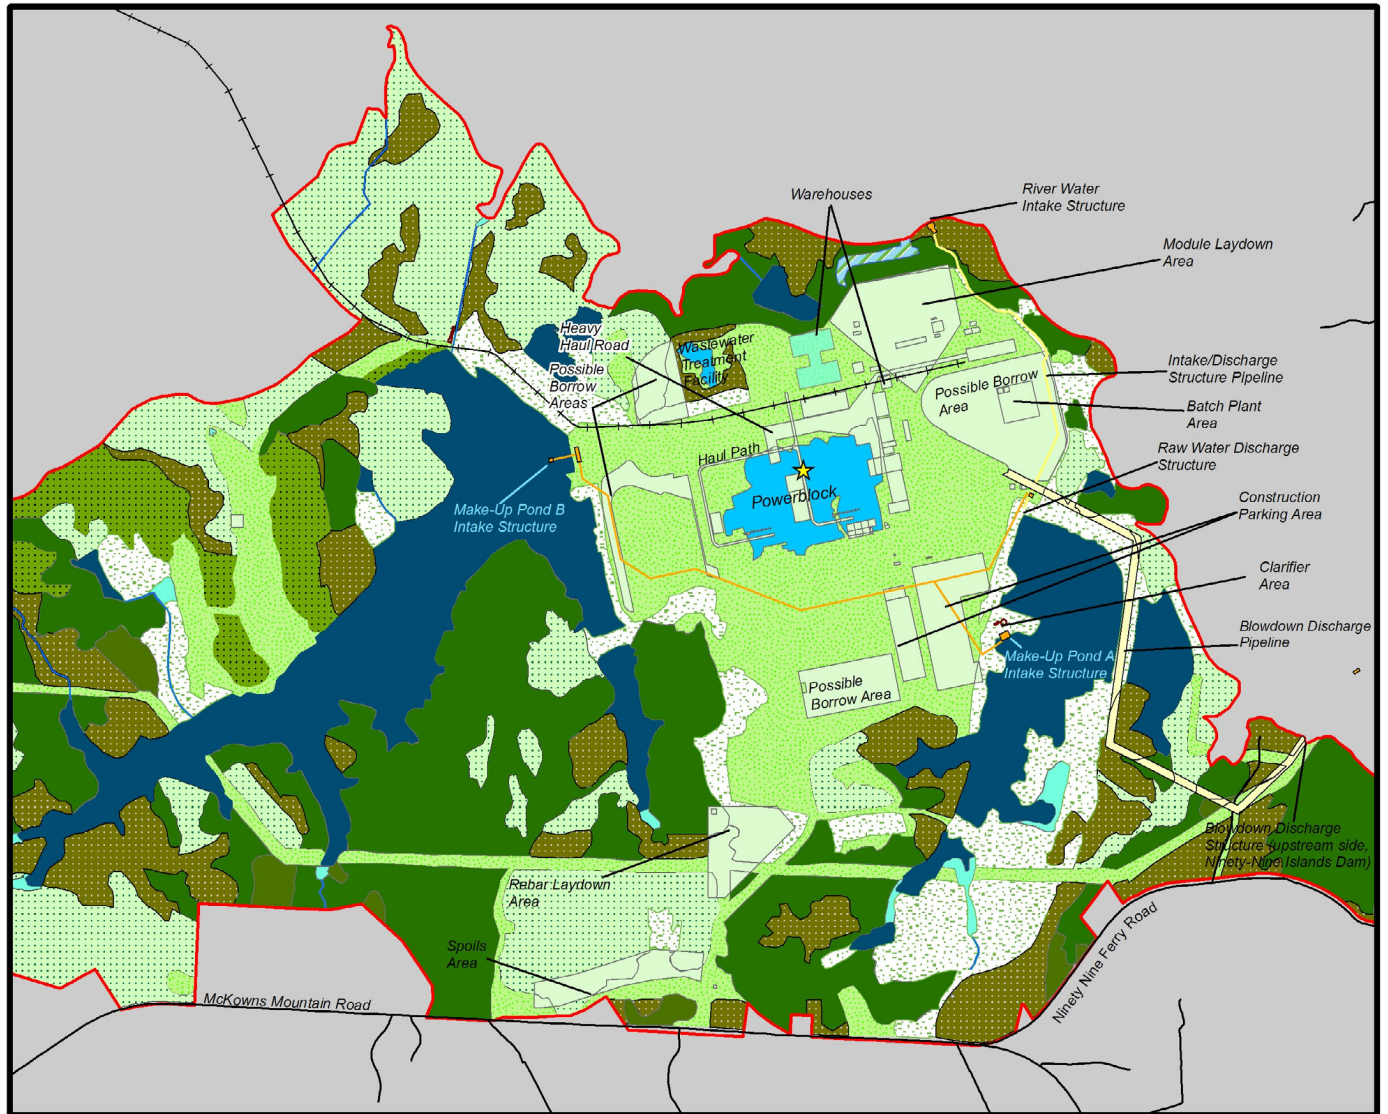 Warehouses
River Water
Intake Structure
Module Laydown
Area
Heavy
Haul Road
Wastewater
Treatment
Facility
Possible
Borrow
Areas
Possible Borrow
Area
Intake/Discharge
Structure Pipeline
Batch Plant
Area
Raw Water Discharge
Structure
Haul Path
Powerblock
Make-Up Pond B
Intake Structure
Construction
Parking Area
Clarifier
Area
Blowdown Discharge
Pipeline
Make-Up Pond A
Intake Structure
Possible
Borrow Area
Blowdown Discharge
Structure (upstream side,
Ninety-Nine Islands Dam)
Rebar Laydown
Area
Spoils
Area
Ninety Nine Ferry Road
McKowns Mountain Road